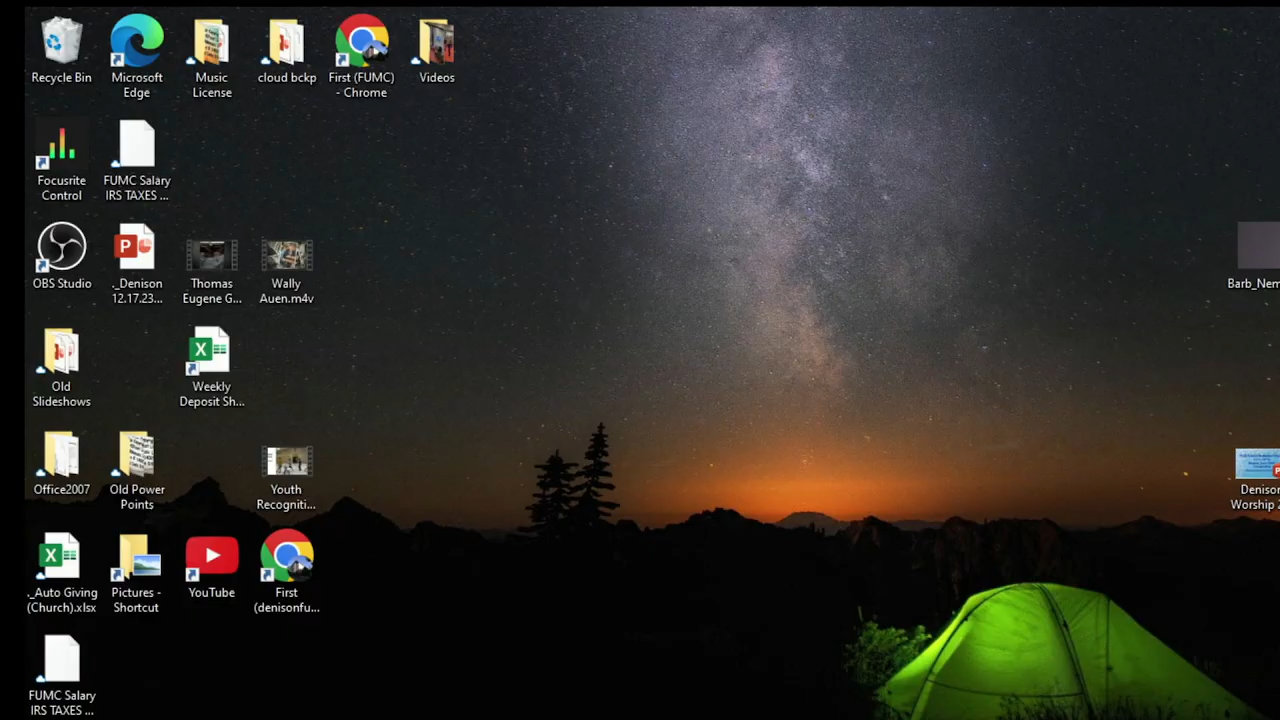 Recycle Bin
Microsoft
Edge
Music
License
cloud bckp
First (FUMC)
- Chrome
Videos
Focusrite
Control
FUMC Salary
IRS TAXES ...
OBS Studio
._Denison
12.17.23...
Thomas
Eugene G...
Wally
Auen.m4v
Barb_Nem
Old
Slideshows
Weekly
Deposit Sh...
Office2007
Old Power
Points
Youth
Recogniti...
Denison
Worship 2
._Auto Giving
(Church).xlsx
Pictures -
Shortcut
YouTube
First
(denisonfu...
FUMC Salary
IRS TAXES ...